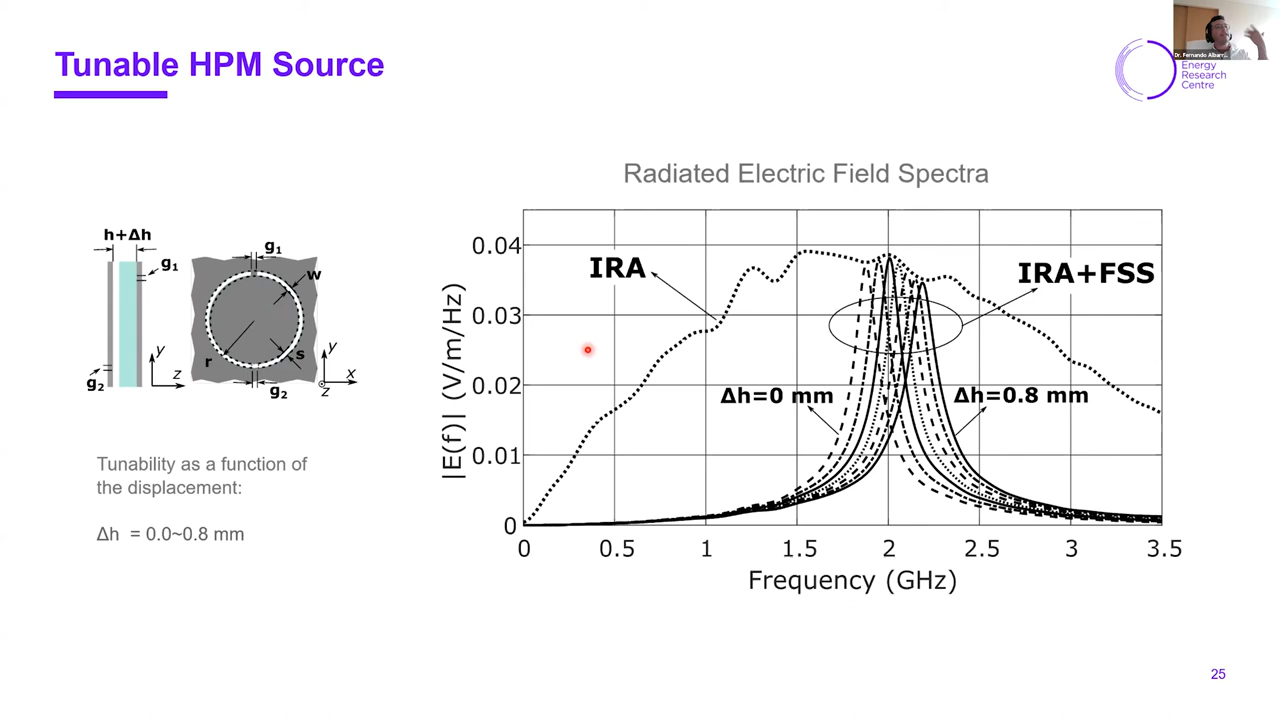 Tunable HPM Source
Energy
Research
Centre
Radiated Electric Field Spectra
h+Δh
g1
g2
y
z
g1
w
r
s
g2
y
x
z
Tunability as a function of
the displacement:
Δh = 0.0~0.8 mm
|E(f)| (V/m/Hz)
0.04
0.03
0.02
0.01
0
IRA
IRA+FSS
Δh=0 mm
Δh=0.8 mm
0 0.5 1 1.5 2 2.5 3 3.5
Frequency (GHz)
25